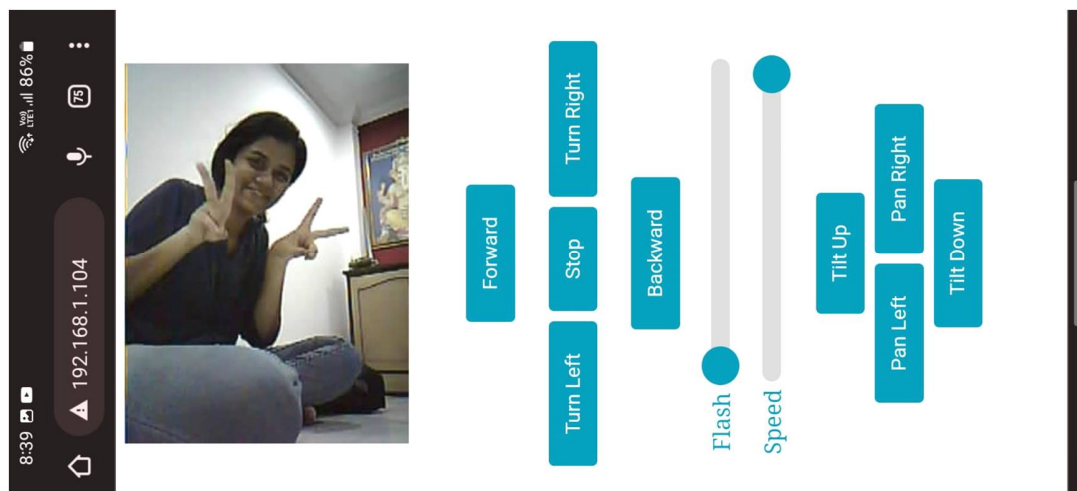 8:39 Vo)) LTE1 86%
192.168.1.104 75
Forward
Turn Left Stop Turn Right
Backward
Flash
Speed
Tilt Up
Pan Left Pan Right
Tilt Down